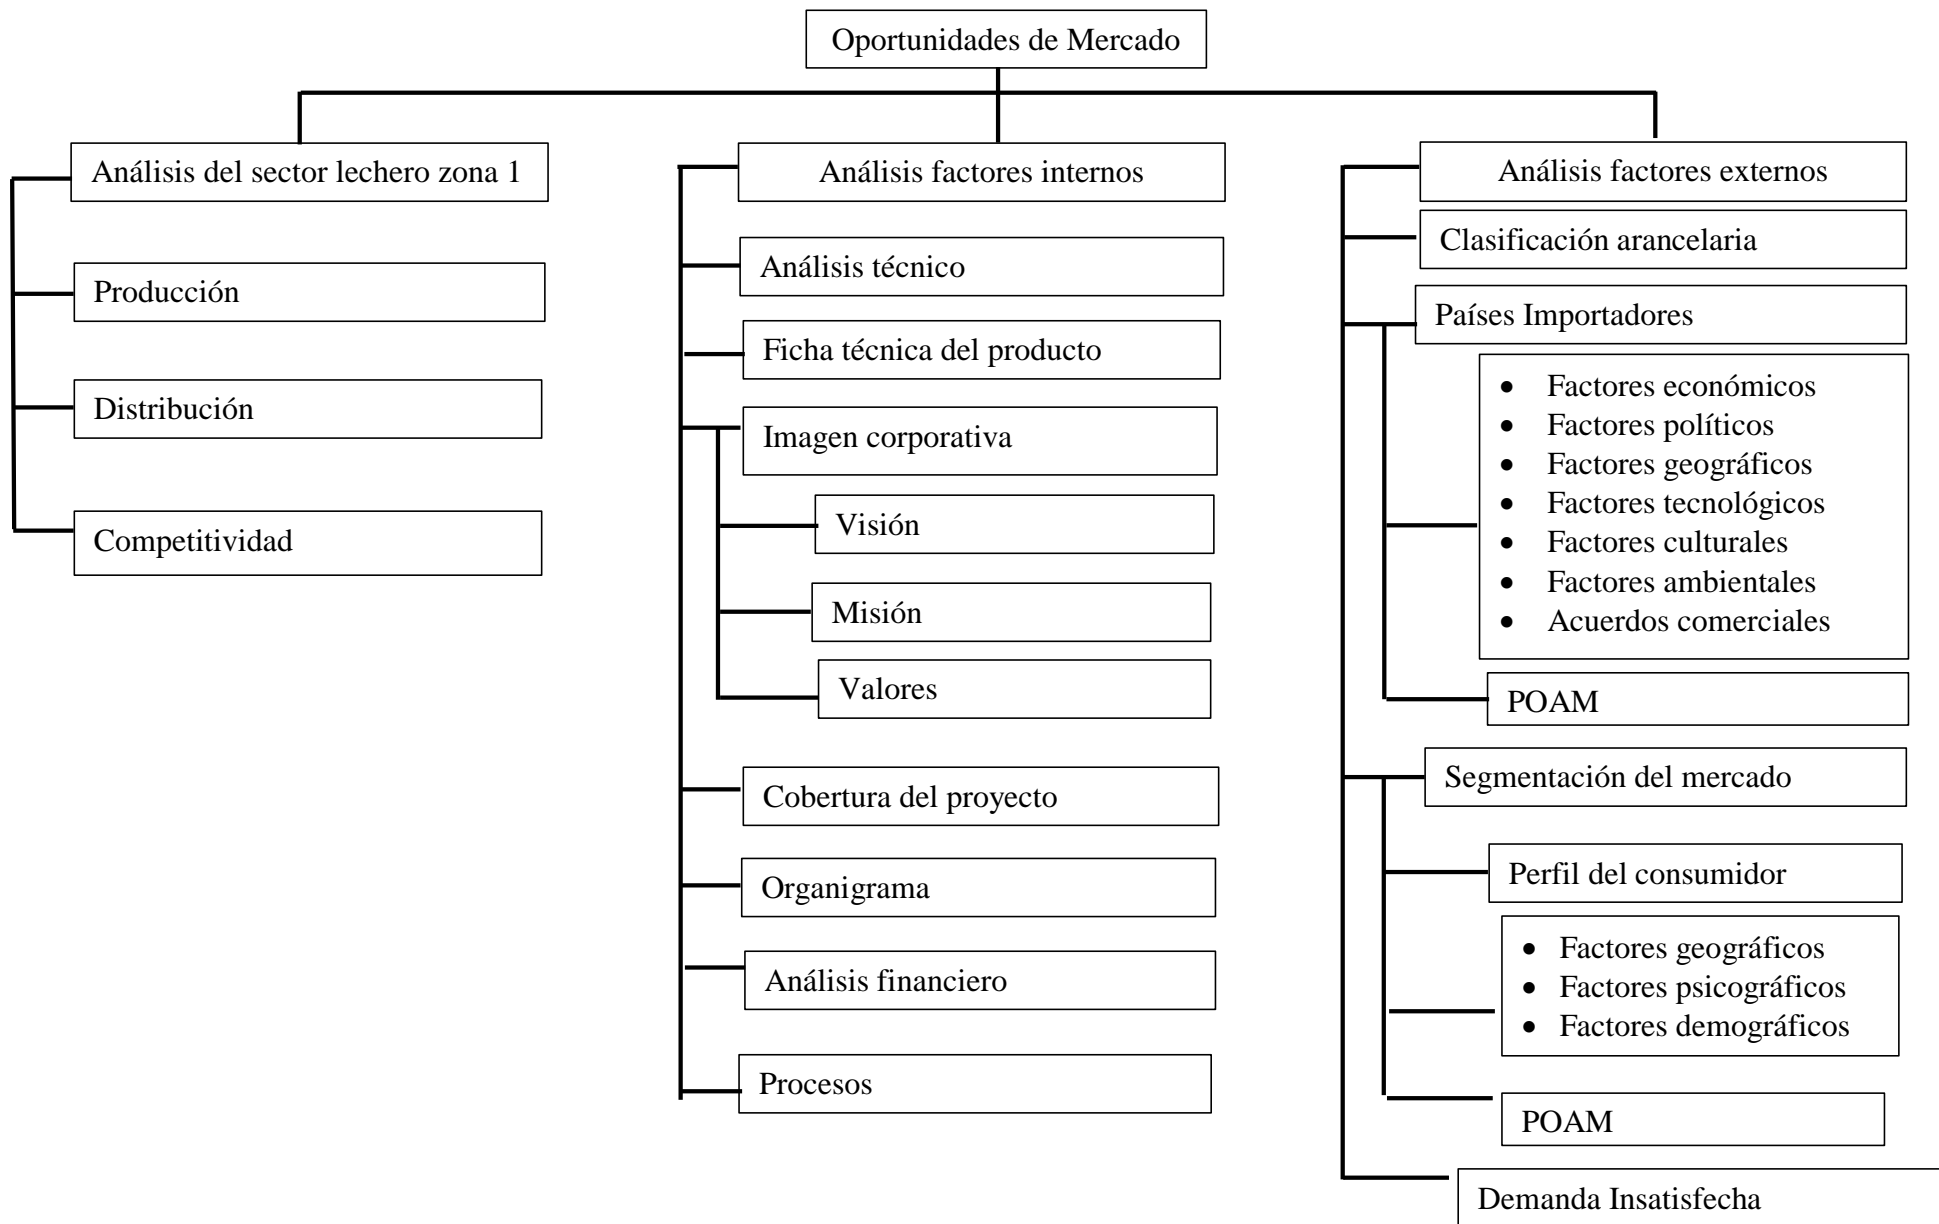 Oportunidades de Mercado
Análisis del sector lechero zona 1
Producción
Distribución
Competitividad
Análisis factores internos
Análisis técnico
Ficha técnica del producto
Imagen corporativa
Visión
Misión
Valores
Cobertura del proyecto
Organigrama
Análisis financiero
Procesos
Análisis factores externos
Clasificación arancelaria
Países Importadores
• Factores económicos
• Factores políticos
• Factores geográficos
• Factores tecnológicos
• Factores culturales
• Factores ambientales
• Acuerdos comerciales
POAM
Segmentación del mercado
Perfil del consumidor
• Factores geográficos
• Factores psicográficos
• Factores demográficos
POAM
Demanda Insatisfecha